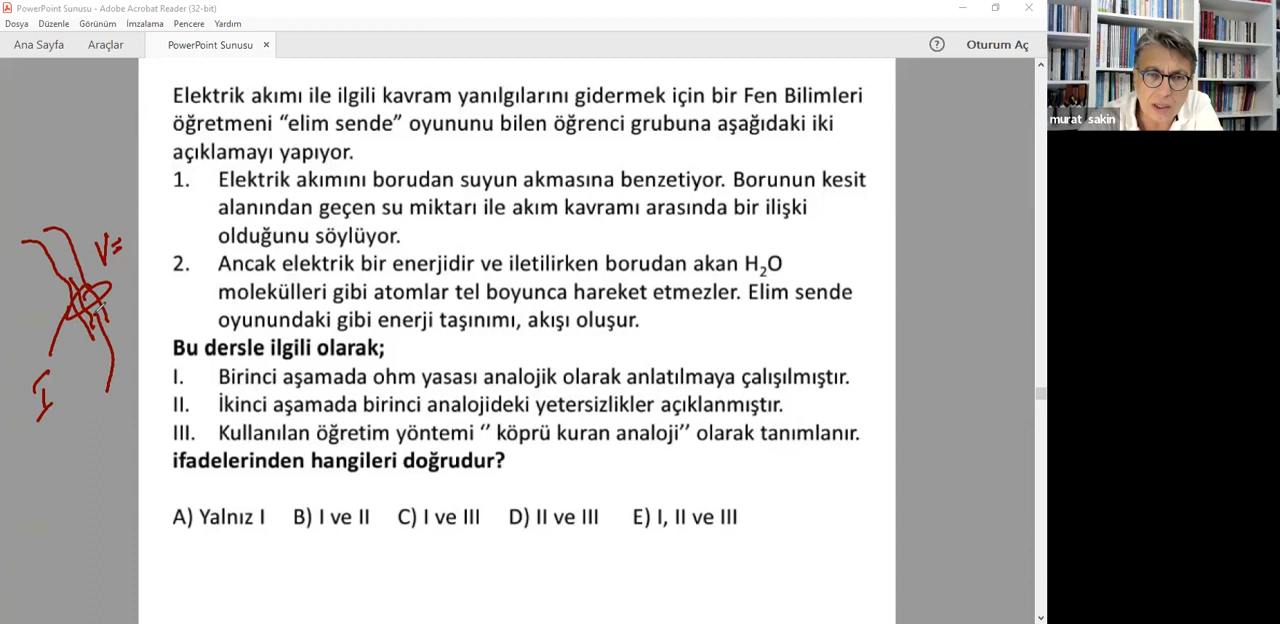 PowerPoint Sunusu - Adobe Acrobat Reader (32-bit)
Dosya Düzenle Görünüm İmzalama Pencere Yardım
Ana Sayfa Araçlar PowerPoint Sunusu × ? Oturum Aç
murat sakin
Elektrik akımı ile ilgili kavram yanılgılarını gidermek için bir Fen Bilimleri
öğretmeni “elim sende” oyununu bilen öğrenci grubuna aşağıdaki iki
açıklamayı yapıyor.
1. Elektrik akımını borudan suyun akmasına benzetiyor. Borunun kesit
alanından geçen su miktarı ile akım kavramı arasında bir ilişki
olduğunu söylüyor.
2. Ancak elektrik bir enerjidir ve iletilirken borudan akan H₂O
molekülleri gibi atomlar tel boyunca hareket etmezler. Elim sende
oyunundaki gibi enerji taşınımı, akışı oluşur.
Bu dersle ilgili olarak;
I. Birinci aşamada ohm yasası analojik olarak anlatılmaya çalışılmıştır.
II. İkinci aşamada birinci analojideki yetersizlikler açıklanmıştır.
III. Kullanılan öğretim yöntemi ‘’ köprü kuran analoji’’ olarak tanımlanır.
ifadelerinden hangileri doğrudur?
A) Yalnız I B) I ve II C) I ve III D) II ve III E) I, II ve III
V=
I